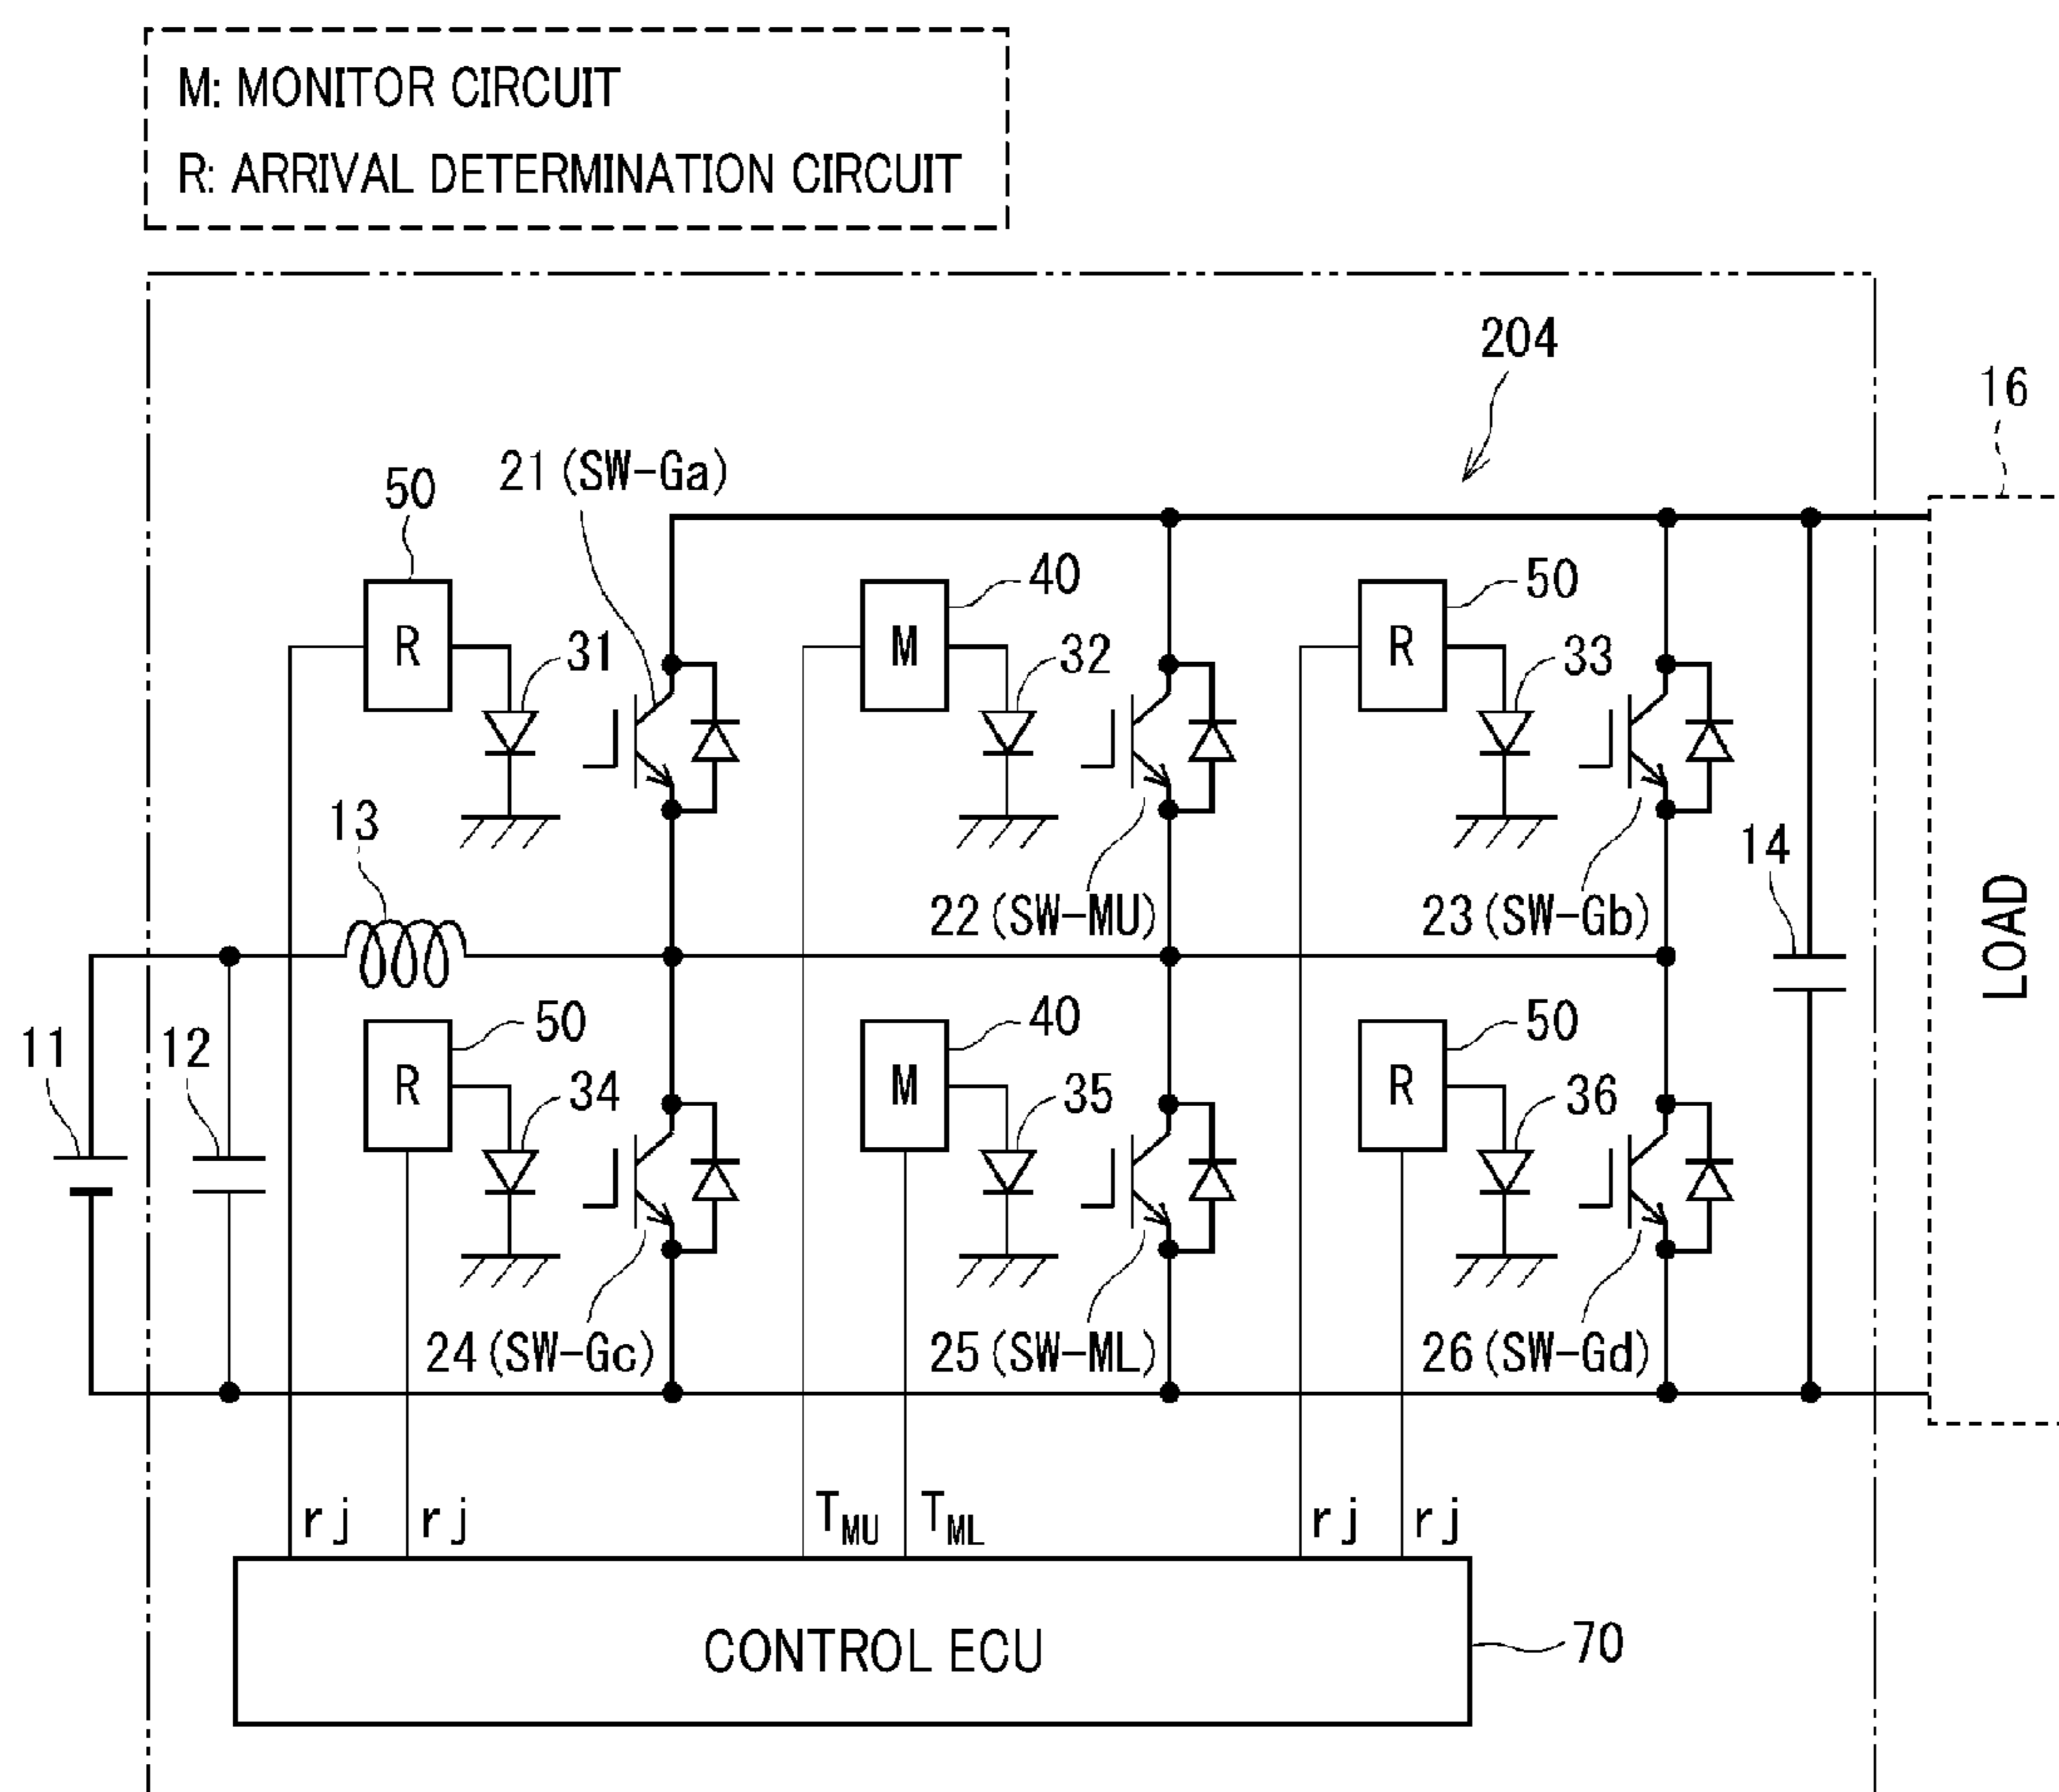 M: MONITOR CIRCUIT
R: ARRIVAL DETERMINATION CIRCUIT
204
16
50
21 (SW-Ga)
R
31
40
M
32
50
R
33
13
22 (SW-MU)
23 (SW-Gb)
14
LOAD
11
12
50
R
34
40
M
35
50
R
36
24 (SW-Gc)
25 (SW-ML)
26 (SW-Gd)
rj
rj
TMU
TML
rj
rj
CONTROL ECU
70